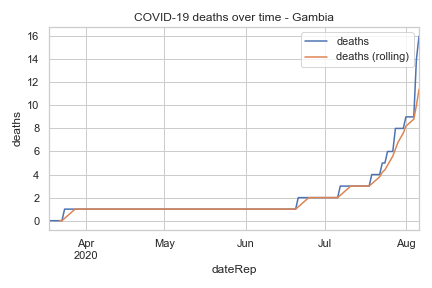 COVID-19 deaths over time - Gambia
deaths
deaths (rolling)
deaths
16
14
12
10
8
6
4
2
0
Apr May Jun Jul Aug
2020
dateRep